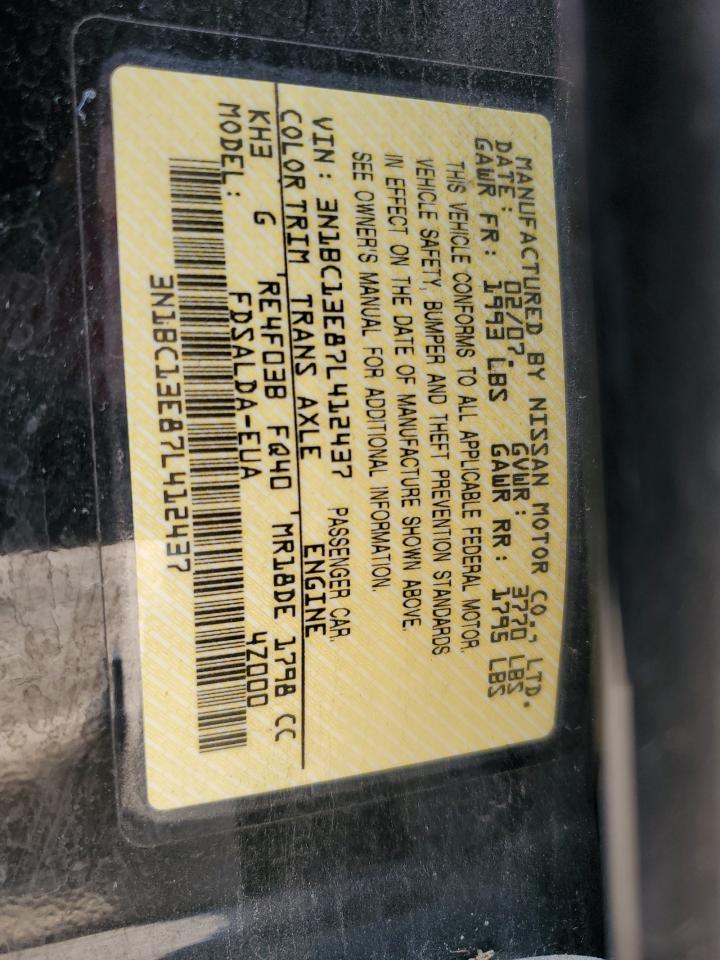 MANUFACTURED BY NISSAN MOTOR CO., LTD.
DATE: 02/07. GVWR: 3770 LBS
GAWR FR: 1993 LBS GAWR RR: 1795 LBS
THIS VEHICLE CONFORMS TO ALL APPLICABLE FEDERAL MOTOR
VEHICLE SAFETY, BUMPER AND THEFT PREVENTION STANDARDS
IN EFFECT ON THE DATE OF MANUFACTURE SHOWN ABOVE.
SEE OWNER'S MANUAL FOR ADDITIONAL INFORMATION.
VIN: 3N1BC13E87L412437 PASSENGER CAR
COLOR TRIM TRANS AXLE ENGINE
KH3 G RE4F03B FQ40 MR18DE 1798 CC
MODEL: FDSALDA-EUA 4Z000
3N1BC13E87L412437